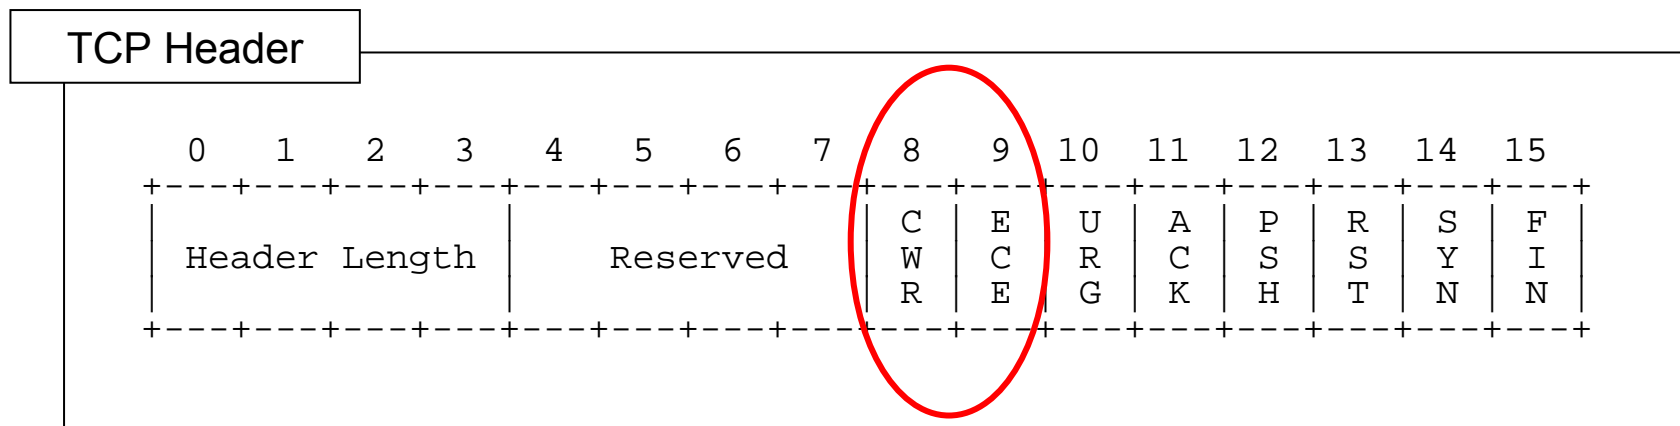 TCP Header
0 1 2 3 4 5 6 7 8 9 10 11 12 13 14 15
+---+---+---+---+---+---+---+---+---+---+---+---+---+---+---+---+
| | | C | E | U | A | P | R | S | F |
| Header Length | Reserved | W | C | R | C | S | S | Y | I |
| | | R | E | G | K | H | T | N | N |
+---+---+---+---+---+---+---+---+---+---+---+---+---+---+---+---+